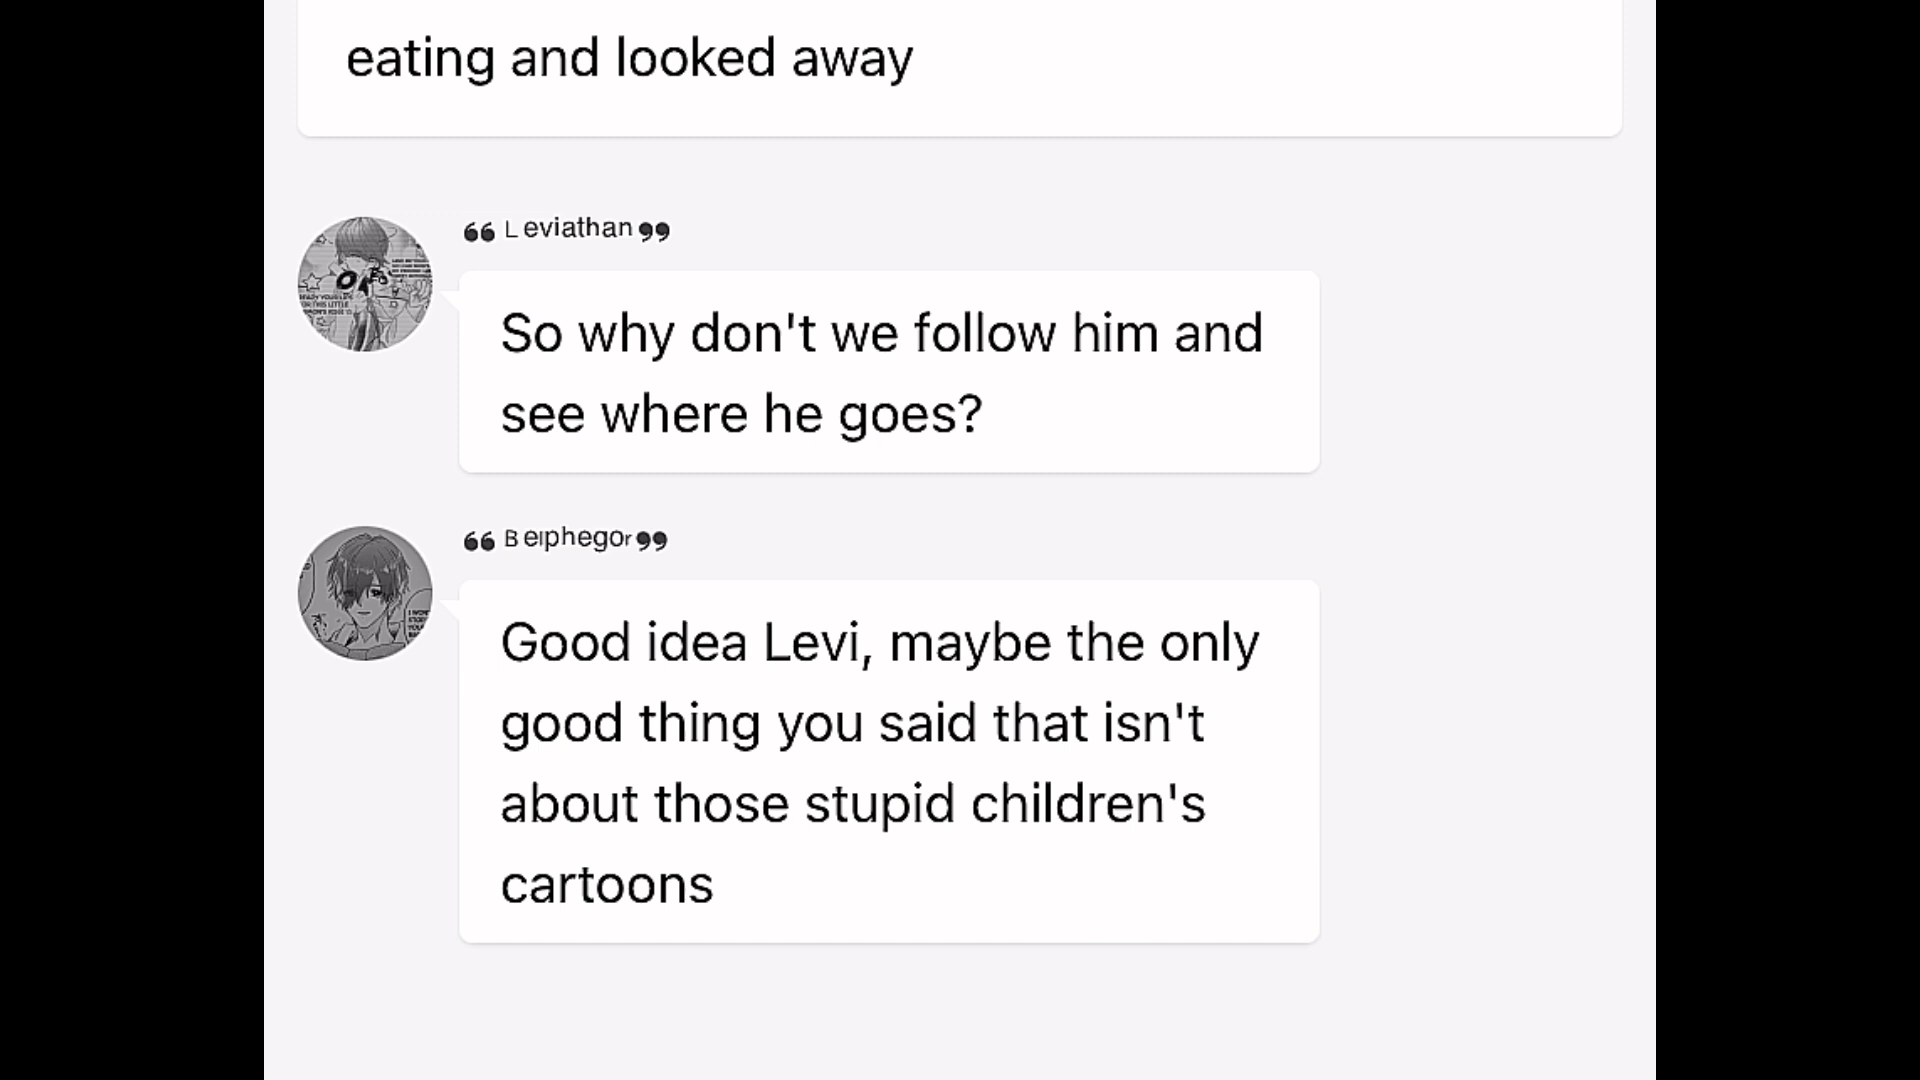 eating and looked away
❝ Leviathan ❞
So why don't we follow him and
see where he goes?
❝ Belphegor ❞
Good idea Levi, maybe the only
good thing you said that isn't
about those stupid children's
cartoons